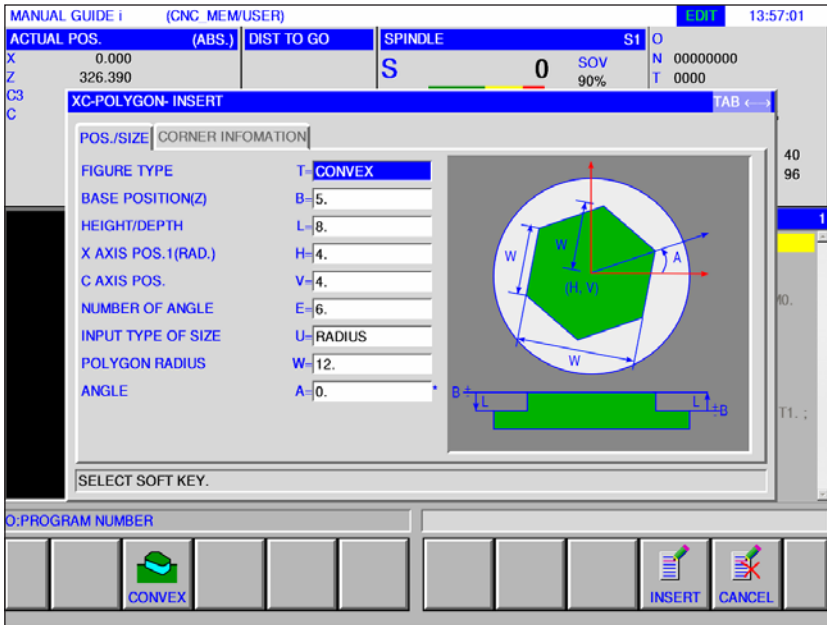 MANUAL GUIDE i (CNC_MEM/USER) EDIT 13:57:01
ACTUAL POS. (ABS.) DIST TO GO SPINDLE S1 O
X 0.000 S 0 SOV N 00000000
Z 326.390 90% T 0000
C3
C
XC-POLYGON- INSERT TAB
POS./SIZE CORNER INFOMATION
FIGURE TYPE T= CONVEX
BASE POSITION(Z) B= 5.
HEIGHT/DEPTH L= 8.
X AXIS POS.1(RAD.) H= 4.
C AXIS POS. V= 4.
NUMBER OF ANGLE E= 6.
INPUT TYPE OF SIZE U= RADIUS
POLYGON RADIUS W= 12.
ANGLE A= 0. *
W W A
(H, V)
W
B ± L L ±B
40
96
1
M0.
T1. ;
SELECT SOFT KEY.
O:PROGRAM NUMBER
CONVEX INSERT CANCEL